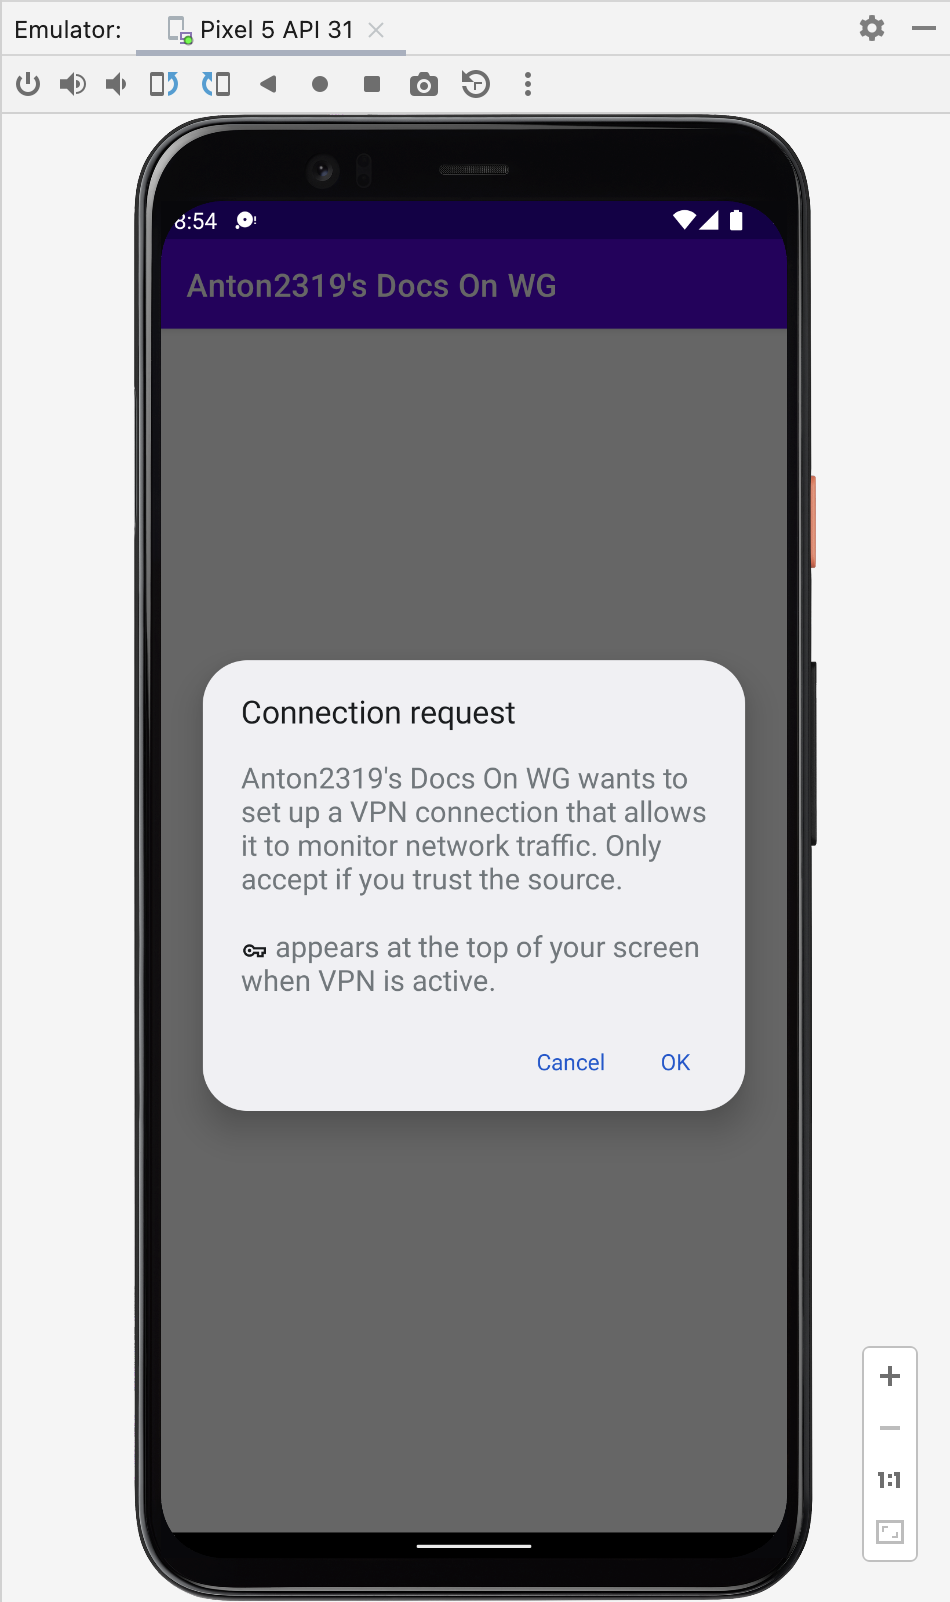 Emulator: Pixel 5 API 31
8:54
Anton2319's Docs On WG
Connection request
Anton2319's Docs On WG wants to
set up a VPN connection that allows
it to monitor network traffic. Only
accept if you trust the source.
appears at the top of your screen
when VPN is active.
Cancel OK
1:1